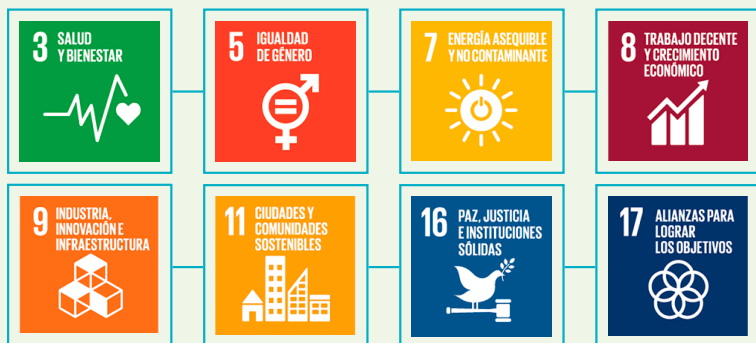 3 SALUD
Y BIENESTAR
5 IGUALDAD
DE GÉNERO
7 ENERGÍA ASEQUIBLE
Y NO CONTAMINANTE
8 TRABAJO DECENTE
Y CRECIMIENTO
ECONÓMICO
9 INDUSTRIA,
INNOVACIÓN E
INFRAESTRUCTURA
11 CIUDADES Y
COMUNIDADES
SOSTENIBLES
16 PAZ, JUSTICIA
E INSTITUCIONES
SÓLIDAS
17 ALIANZAS PARA
LOGRAR
LOS OBJETIVOS